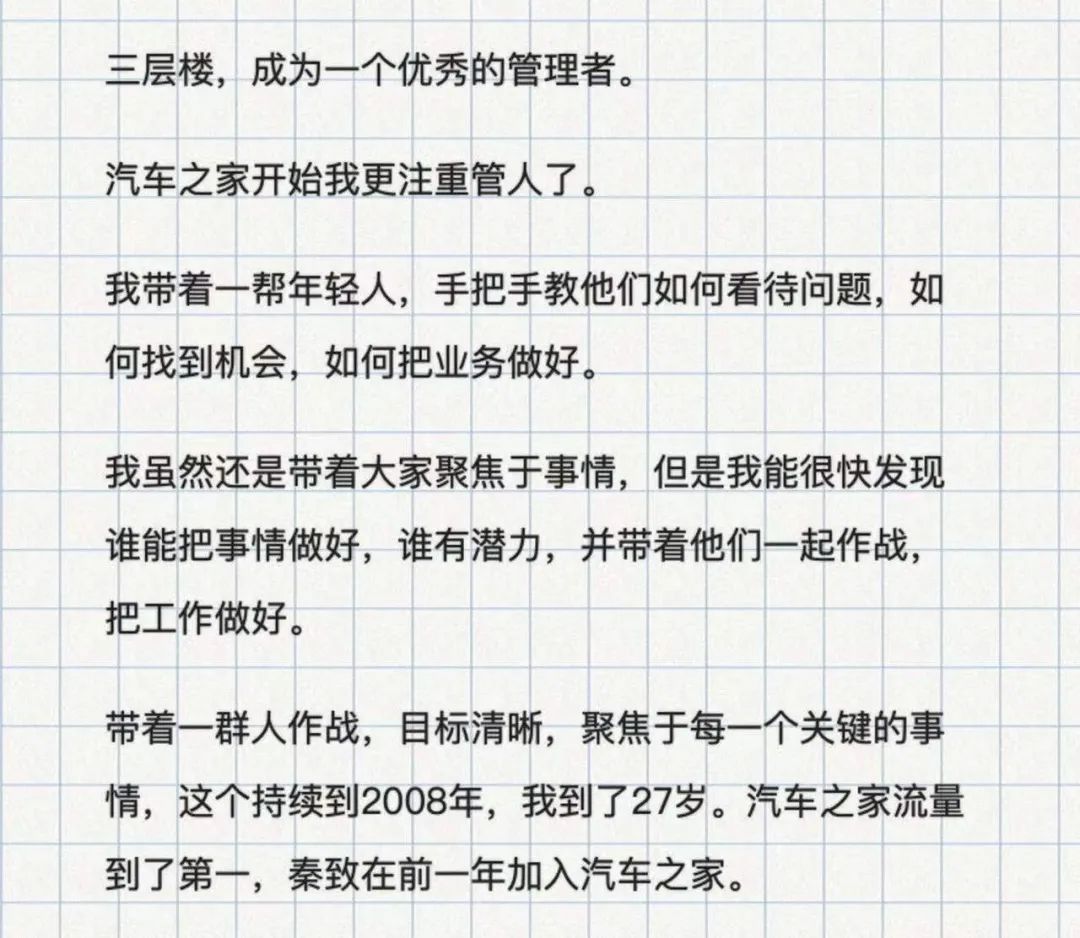 三层楼，成为一个优秀的管理者。
汽车之家开始我更注重管人了。
我带着一帮年轻人，手把手教他们如何看待问题，如
何找到机会，如何把业务做好。
我虽然还是带着大家聚焦于事情，但是我能很快发现
谁能把事情做好，谁有潜力，并带着他们一起作战，
把工作做好。
带着一群人作战，目标清晰，聚焦于每一个关键的事
情，这个持续到2008年，我到了27岁。汽车之家流量
到了第一，秦致在前一年加入汽车之家。